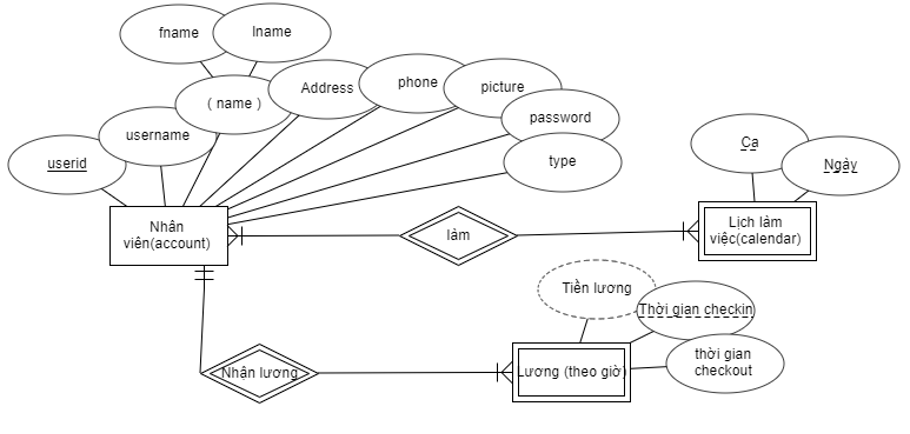 fname
lname
( name )
Address
phone
picture
password
type
username
userid
Nhân
viên(account)
làm
Ca
Ngày
Lịch làm
việc(calendar)
Tiền lương
Thời gian checkin
thời gian
checkout
Nhận lương
Lương (theo giờ)